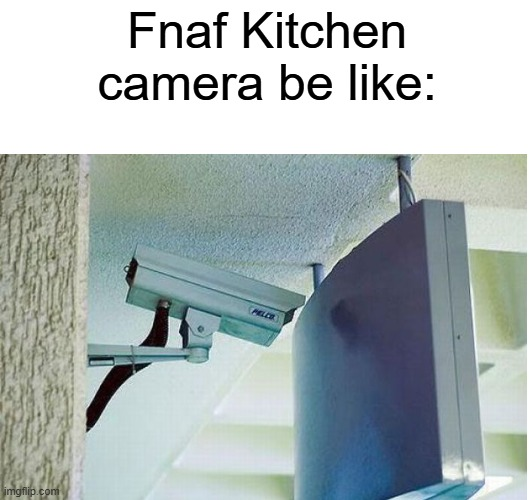 Fnaf Kitchen
camera be like:
PELCO
imgflip.com